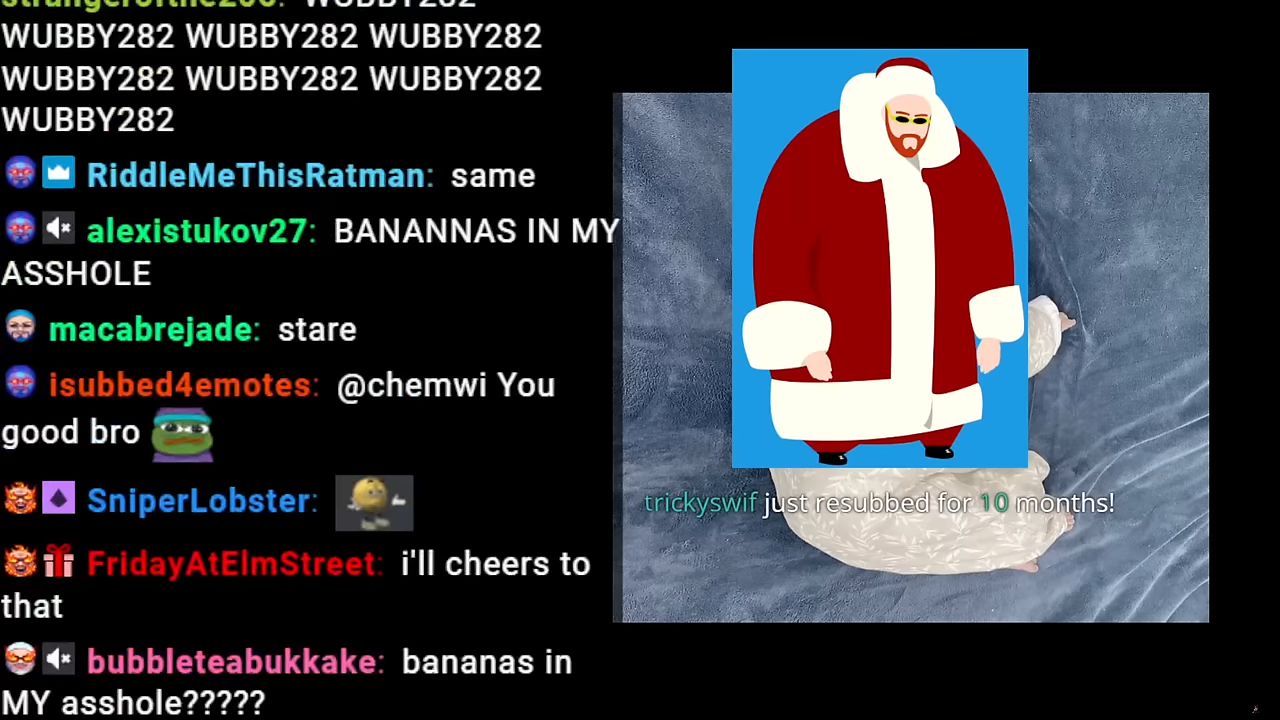 strangerofthe206: WUBBY282
WUBBY282 WUBBY282 WUBBY282
WUBBY282 WUBBY282 WUBBY282
WUBBY282
RiddleMeThisRatman: same
alexistukov27: BANANNAS IN MY
ASSHOLE
macabrejade: stare
isubbed4emotes: @chemwi You
good bro
SniperLobster:
FridayAtElmStreet: i'll cheers to
that
bubbleteabukkake: bananas in
MY asshole?????
trickyswif just resubbed for 10 months!